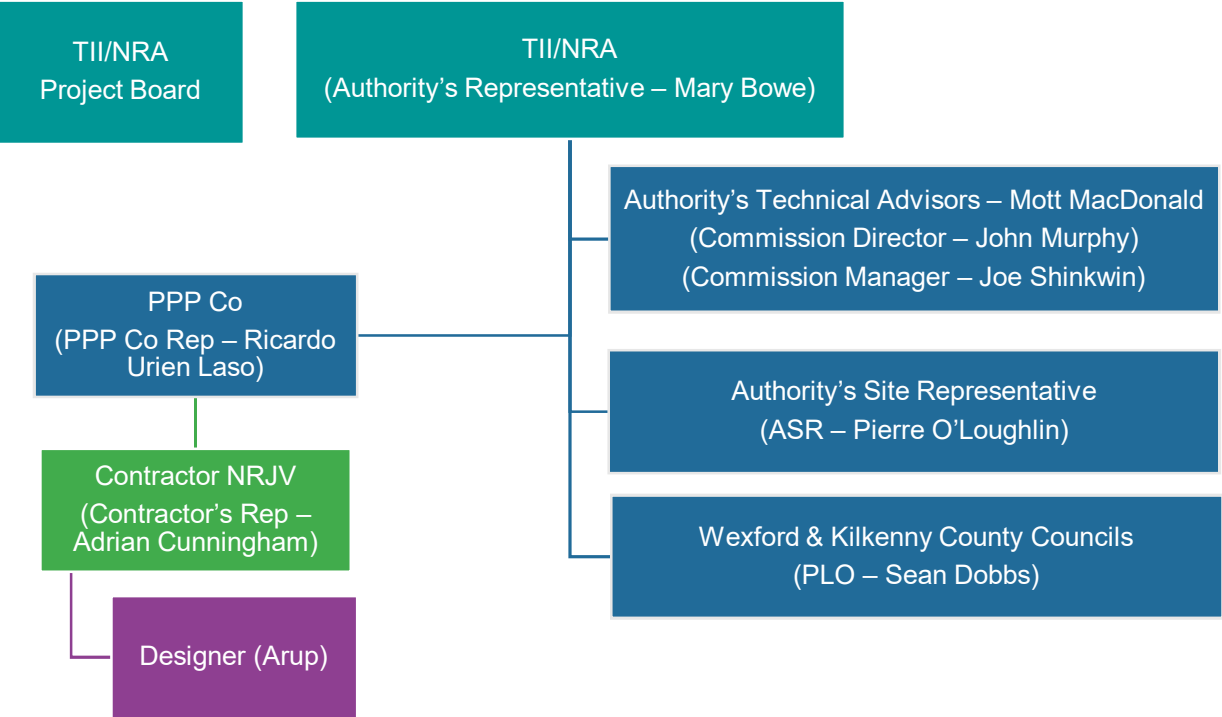 TII/NRA
Project Board
TII/NRA
(Authority’s Representative – Mary Bowe)
Authority’s Technical Advisors – Mott MacDonald
(Commission Director – John Murphy)
(Commission Manager – Joe Shinkwin)
PPP Co
(PPP Co Rep – Ricardo
Urien Laso)
Authority’s Site Representative
(ASR – Pierre O’Loughlin)
Contractor NRJV
(Contractor’s Rep –
Adrian Cunningham)
Wexford & Kilkenny County Councils
(PLO – Sean Dobbs)
Designer (Arup)